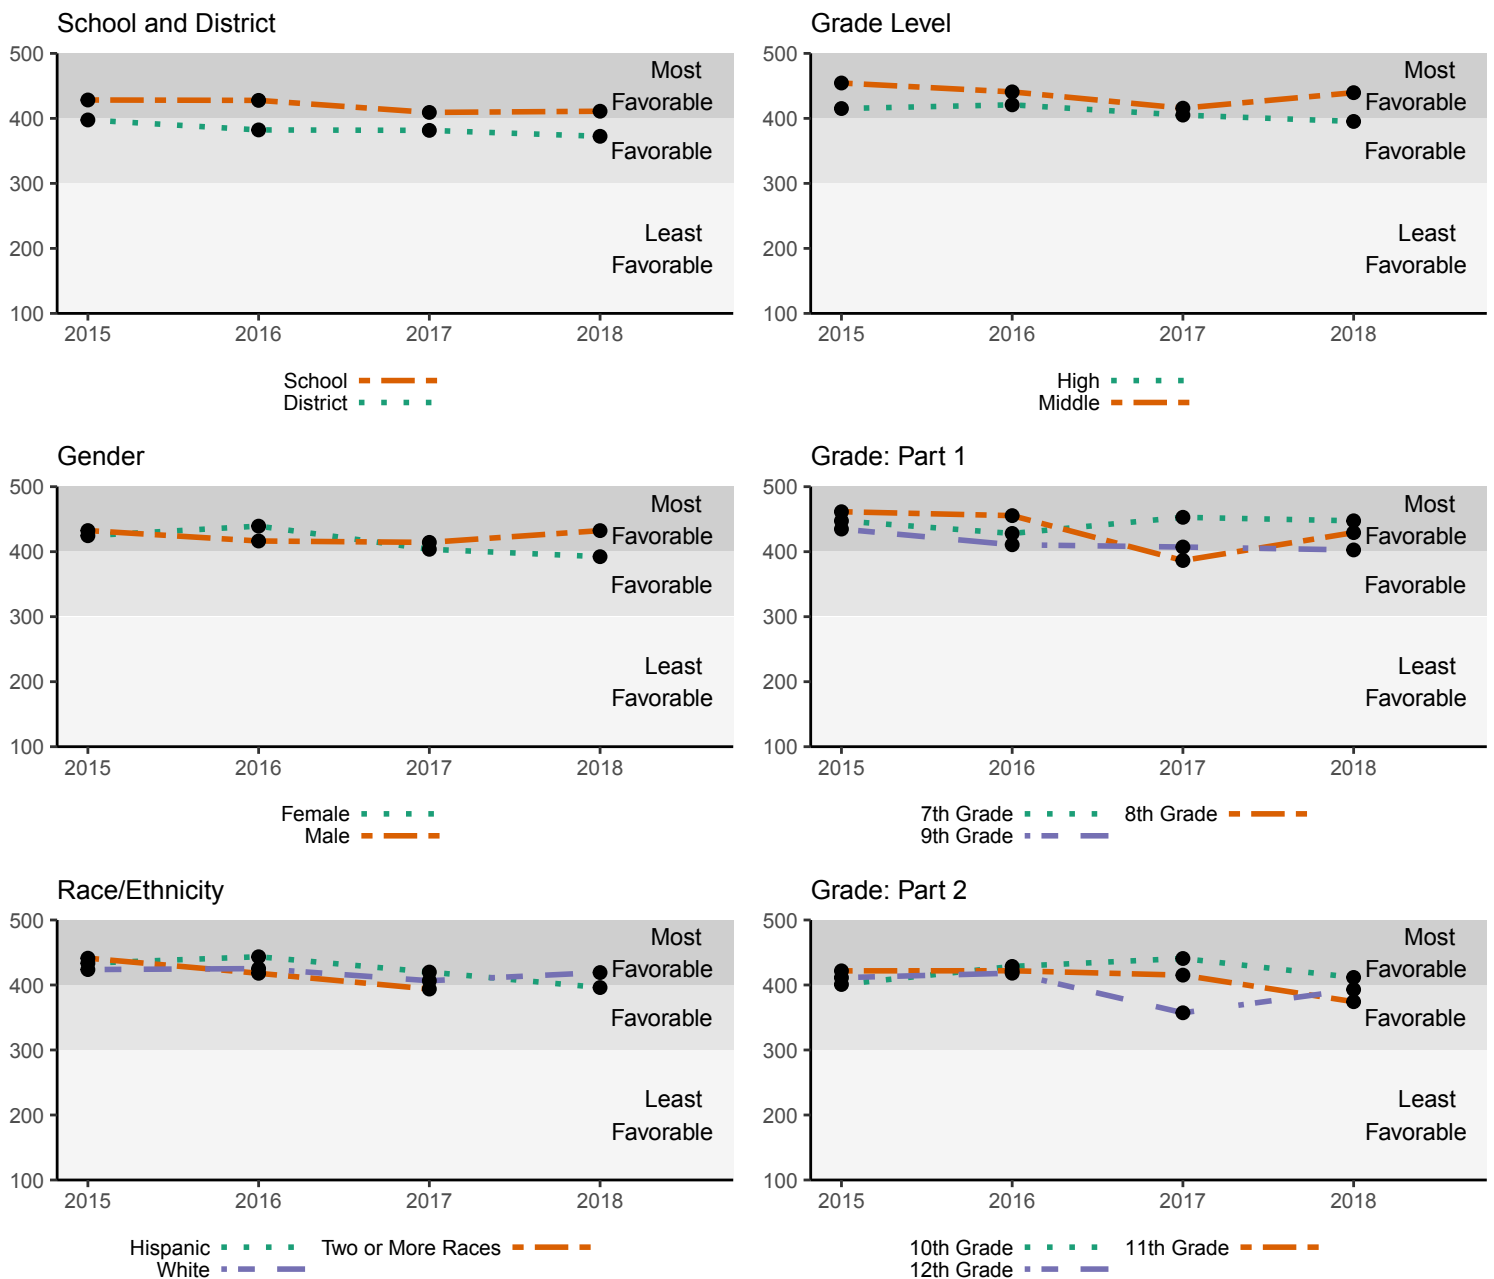 School and District
500
400
300
200
100
Most
Favorable
Favorable
Least
Favorable
2015 2016 2017 2018
School
District
Grade Level
500
400
300
200
100
Most
Favorable
Favorable
Least
Favorable
2015 2016 2017 2018
High
Middle
Gender
500
400
300
200
100
Most
Favorable
Favorable
Least
Favorable
2015 2016 2017 2018
Female
Male
Grade: Part 1
500
400
300
200
100
Most
Favorable
Favorable
Least
Favorable
2015 2016 2017 2018
7th Grade 8th Grade
9th Grade
Race/Ethnicity
500
400
300
200
100
Most
Favorable
Favorable
Least
Favorable
2015 2016 2017 2018
Hispanic Two or More Races
White
Grade: Part 2
500
400
300
200
100
Most
Favorable
Favorable
Least
Favorable
2015 2016 2017 2018
10th Grade 11th Grade
12th Grade